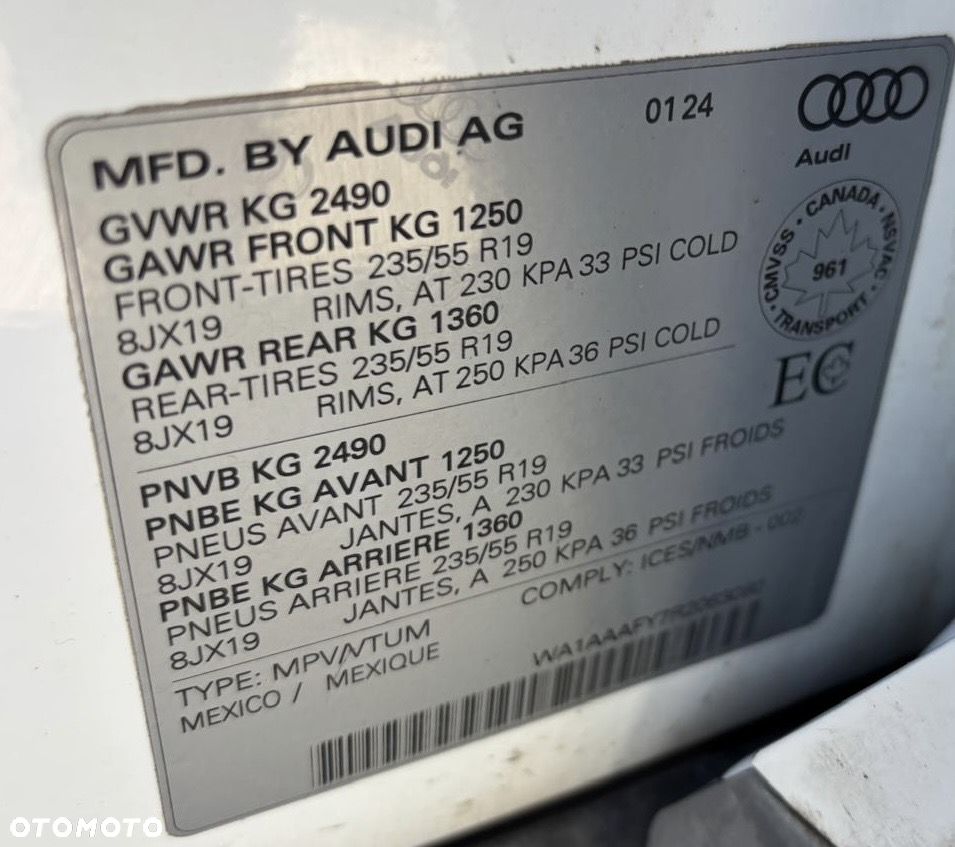 MFD. BY AUDI AG 01 24
Audi
GVWR KG 2490
GAWR FRONT KG 1250
FRONT-TIRES 235/55 R19
8JX19 RIMS, AT 230 KPA 33 PSI COLD
GAWR REAR KG 1360
REAR-TIRES 235/55 R19
8JX19 RIMS, AT 250 KPA 36 PSI COLD
CANADA · NSVAC · TRANSPORT · CMVSS ·
961
EC
PNVB KG 2490
PNBE KG AVANT 1250
PNEUS AVANT 235/55 R19
8JX19 JANTES, A 230 KPA 33 PSI FROIDS
PNBE KG ARRIERE 1360
PNEUS ARRIERE 235/55 R19
8JX19 JANTES, A 250 KPA 36 PSI FROIDS
COMPLY: ICES/NMB - 002
TYPE: MPV/VTUM
MEXICO / MEXIQUE
OTOMOTO